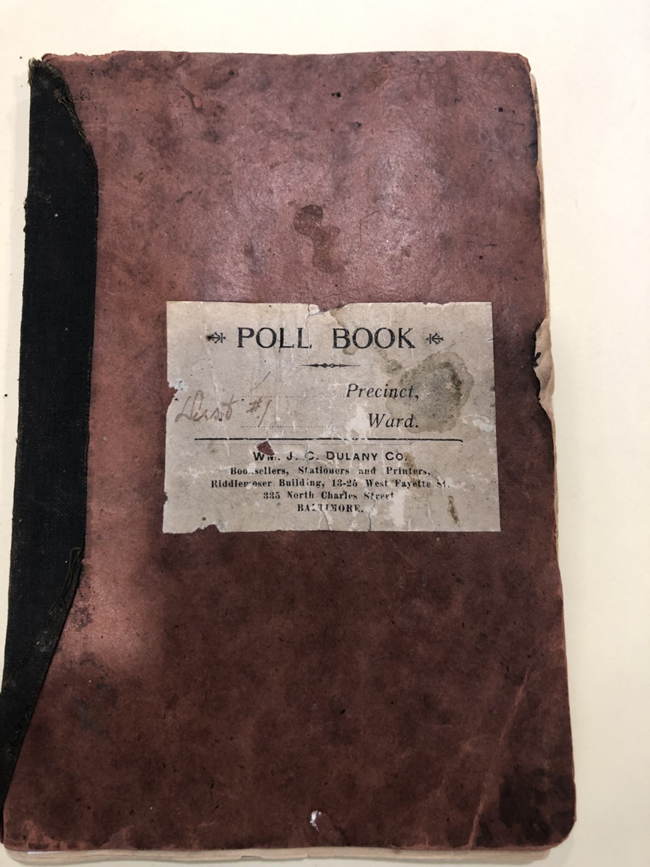 POLL BOOK
Precinct,
Dist #1
Ward.
WM. J. C. DULANY CO.
Booksellers, Stationers and Printers,
Riddlemoser Building, 13-25 West Fayette St.
335 North Charles Street
BALTIMORE.